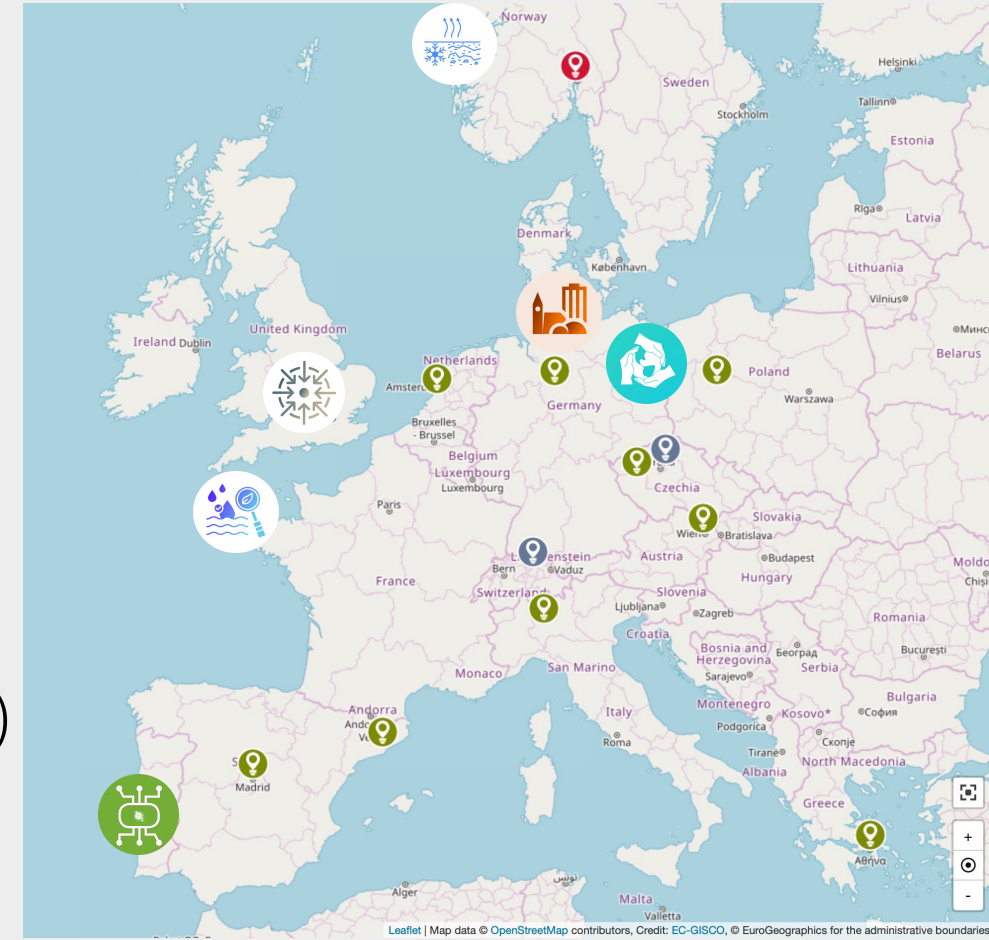 Norway
Helsinki
Sweden
Tallinn
Stockholm
Estonia
Rīga
Latvia
Denmark
København
Lithuania
Vilnius
United Kingdom
Ireland Dublin
Belarus
Netherlands
Poland
Warszawa
Germany
Bruxelles
- Brussel
Belgium
Luxembourg
Luxembourg
Czechia
Paris
Slovakia
Wien
Bratislava
Austria
Budapest
Bern
Vaduz
France
Hungary
Switzerland
Slovenia
Ljubljana
Zagreb
Romania
Croatia
Bosnia and
Herzegovina
Београд
București
San Marino
Serbia
Monaco
Sarajevo
Montenegro
Bulgaria
Andorra
Italy
Kosovo*
София
Podgorica
Roma
Скопје
Tiranë
North Macedonia
Albania
Madrid
Greece
+
Αθήνα
-
تونس
Alger
Malta
Valletta
Leaflet | Map data © OpenStreetMap contributors, Credit: EC-GISCO, © EuroGeographics for the administrative boundaries